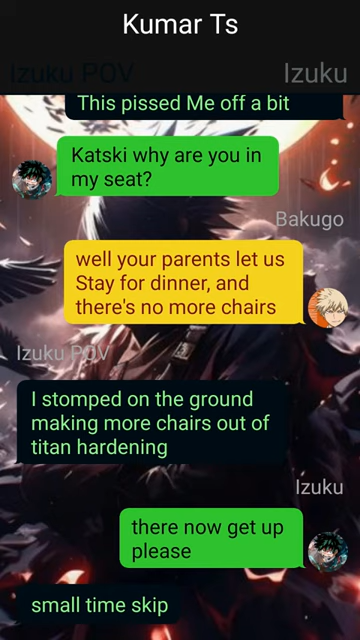 Kumar Ts
Izuku POV
Izuku
This pissed Me off a bit
Katski why are you in
my seat?
Bakugo
well your parents let us
Stay for dinner, and
there's no more chairs
Izuku POV
I stomped on the ground
making more chairs out of
titan hardening
Izuku
there now get up
please
small time skip